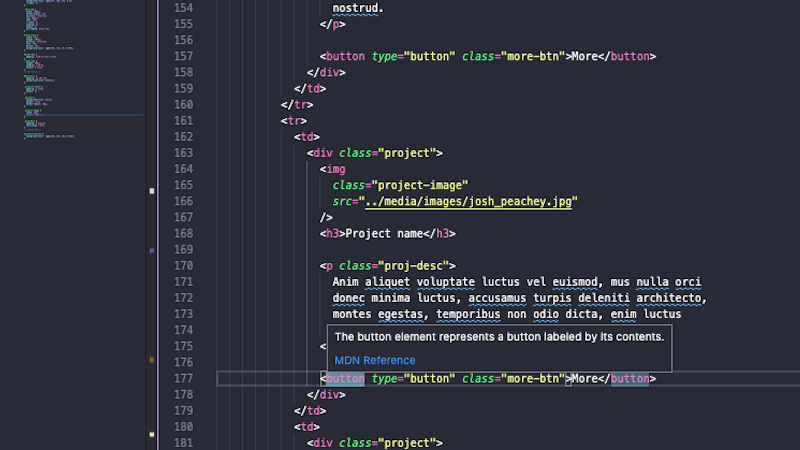 154 nostrud.
155 </p>
156
157 <button type="button" class="more-btn">More</button>
158 </div>
159 </td>
160 </tr>
161 <tr>
162 <td>
163 <div class="project">
164 <img
165 class="project-image"
166 src="../media/images/josh_peachey.jpg"
167 />
168 <h3>Project name</h3>
169
170 <p class="proj-desc">
171 Anim aliquet voluptate luctus vel euismod, mus nulla orci
172 donec minima luctus, accusamus turpis deleniti architecto,
173 montes egestas, temporibus non odio dicta, enim luctus
174
The button element represents a button labeled by its contents.
175 <
MDN Reference
176
177 <button type="button" class="more-btn">More</button>
178 </div>
179 </td>
180 <td>
181 <div class="project">